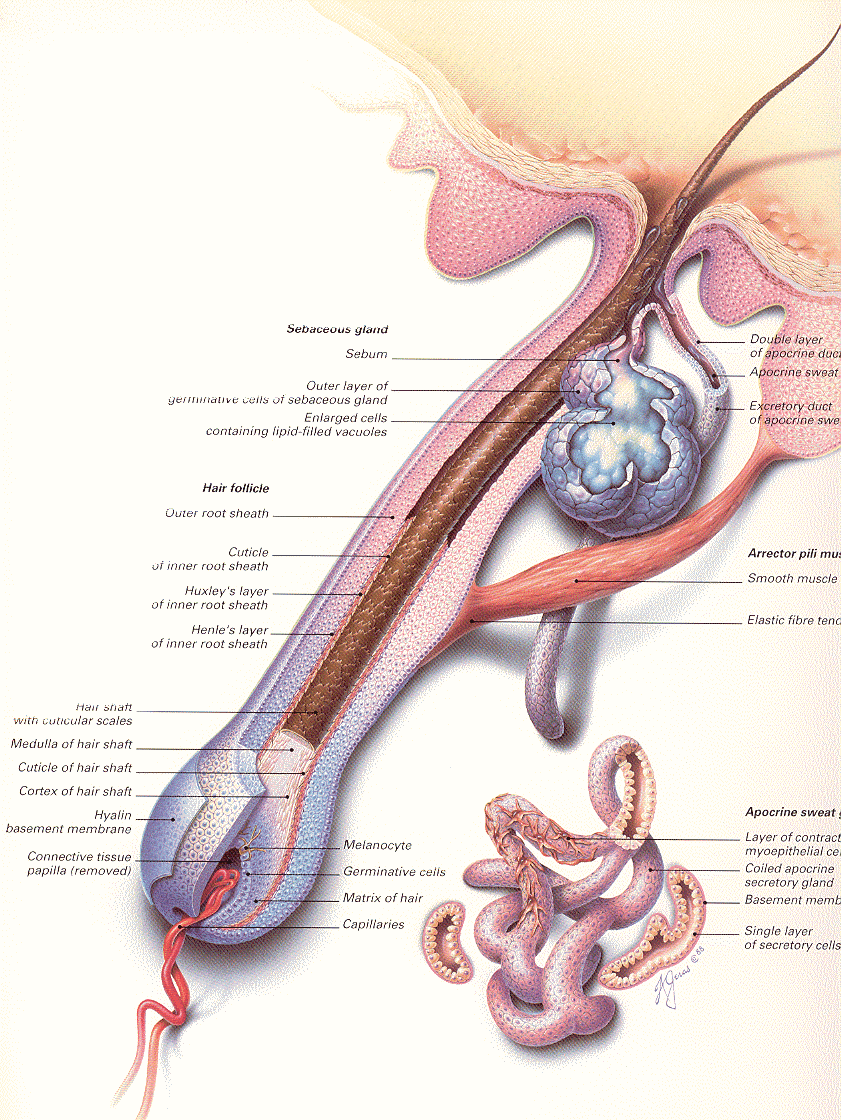 Sebaceous gland
Sebum
Outer layer of
germinative cells of sebaceous gland
Enlarged cells
containing lipid-filled vacuoles
Double layer
of apocrine duct
Apocrine sweat
Excretory duct
of apocrine swe
Hair follicle
Outer root sheath
Cuticle
of inner root sheath
Huxley's layer
of inner root sheath
Henle's layer
of inner root sheath
Arrector pili mus
Smooth muscle
Elastic fibre tend
Hair shaft
with cuticular scales
Medulla of hair shaft
Cuticle of hair shaft
Cortex of hair shaft
Hyalin
basement membrane
Connective tissue
papilla (removed)
Melanocyte
Germinative cells
Matrix of hair
Capillaries
Apocrine sweat g
Layer of contract
myoepithelial cel
Coiled apocrine
secretory gland
Basement memb
Single layer
of secretory cells
©88